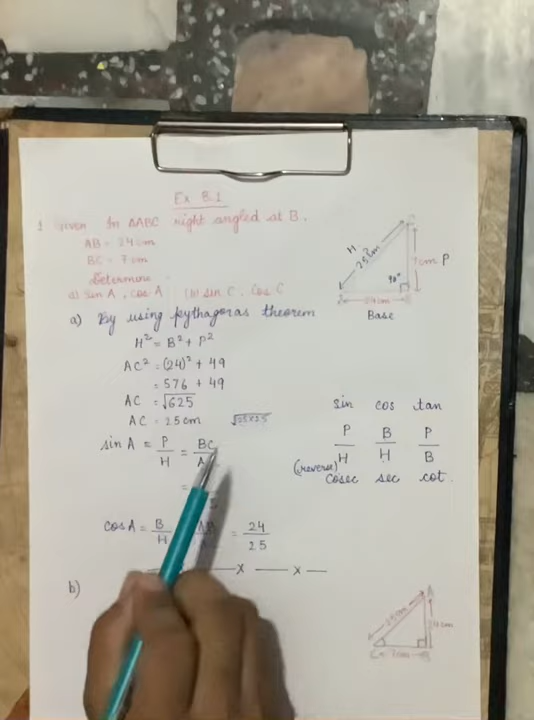 Ex 8.1
1 Given In ΔABC right angled at B.
AB = 24 cm
BC = 7 cm
Determine
a) Sin A, cos A (b) sin C, Cos C
H
25cm
7cm P
90°
24cm B
Base
a) By using pythagoras theorem
H² = B² + P²
AC² = (24)² + 49
= 576 + 49
AC = √625
AC = 25 cm √25×25
sin A = P/H = BC/A
=
5
cos A = B/H = 24/25
x x
sin cos tan
P/H B/H P/B
(reverse)
cosec sec cot.
b)
A
25cm
C 7cm B